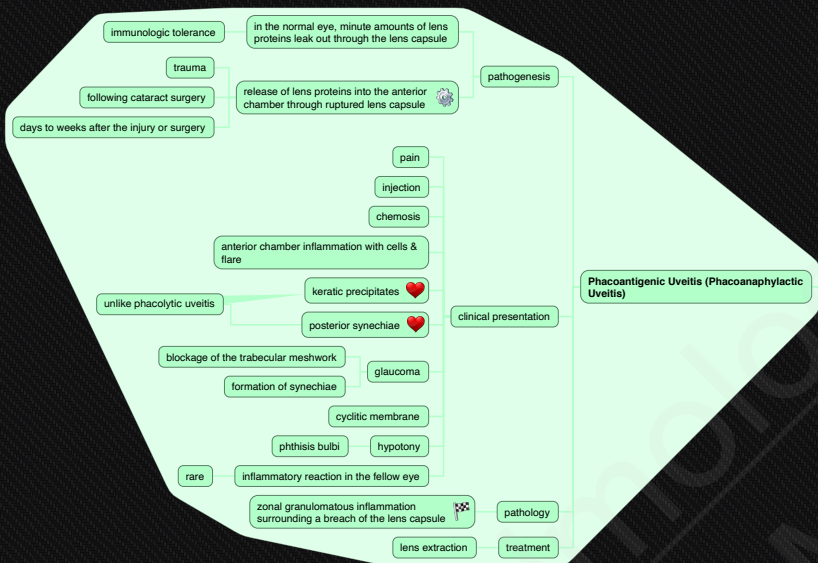 immunologic tolerance
in the normal eye, minute amounts of lens
proteins leak out through the lens capsule
trauma
following cataract surgery
days to weeks after the injury or surgery
release of lens proteins into the anterior
chamber through ruptured lens capsule
pathogenesis
pain
injection
chemosis
anterior chamber inflammation with cells &
flare
unlike phacolytic uveitis
keratic precipitates
posterior synechiae
blockage of the trabecular meshwork
formation of synechiae
glaucoma
cyclitic membrane
phthisis bulbi
hypotony
rare
inflammatory reaction in the fellow eye
clinical presentation
Phacoantigenic Uveitis (Phacoanaphylactic
Uveitis)
zonal granulomatous inflammation
surrounding a breach of the lens capsule
pathology
lens extraction
treatment